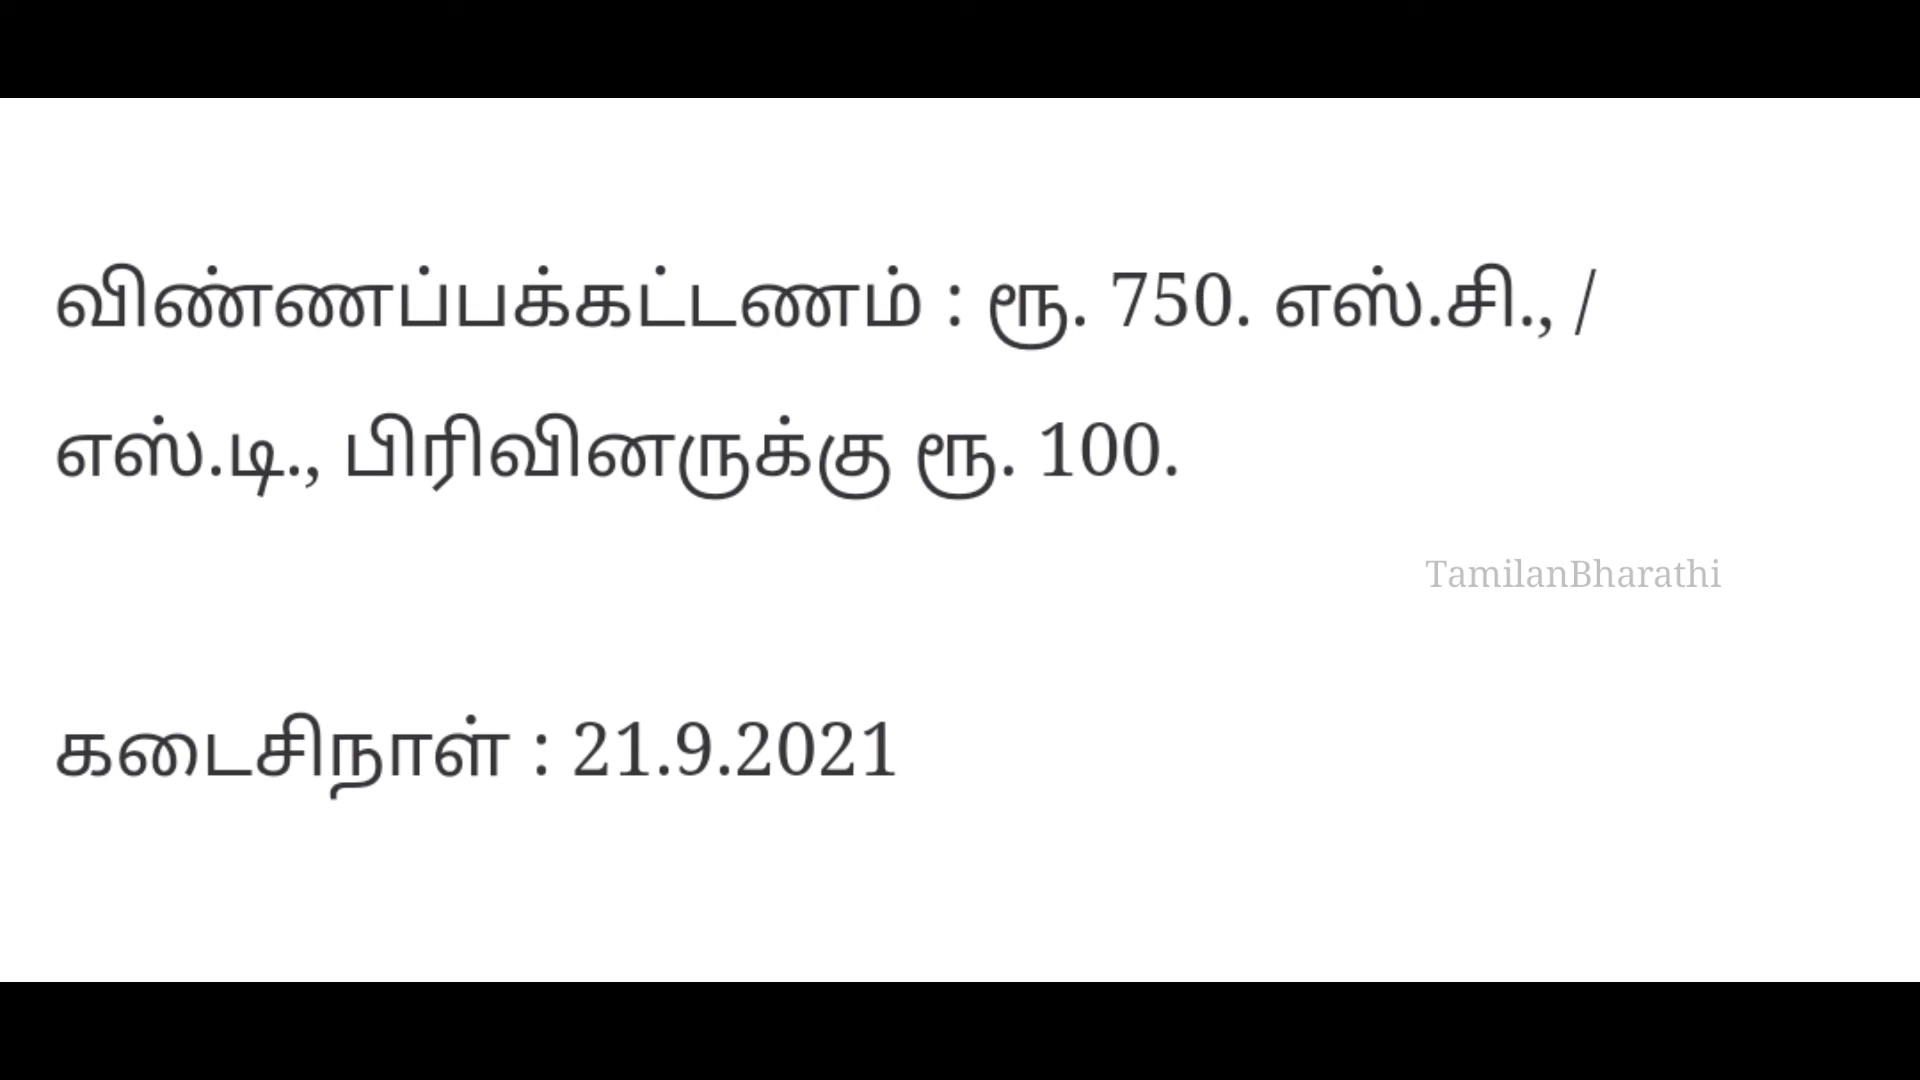 விண்ணப்பக்கட்டணம் : ரூ. 750. எஸ்.சி., /
எஸ்.டி., பிரிவினருக்கு ரூ. 100.
TamilanBharathi
கடைசிநாள் : 21.9.2021